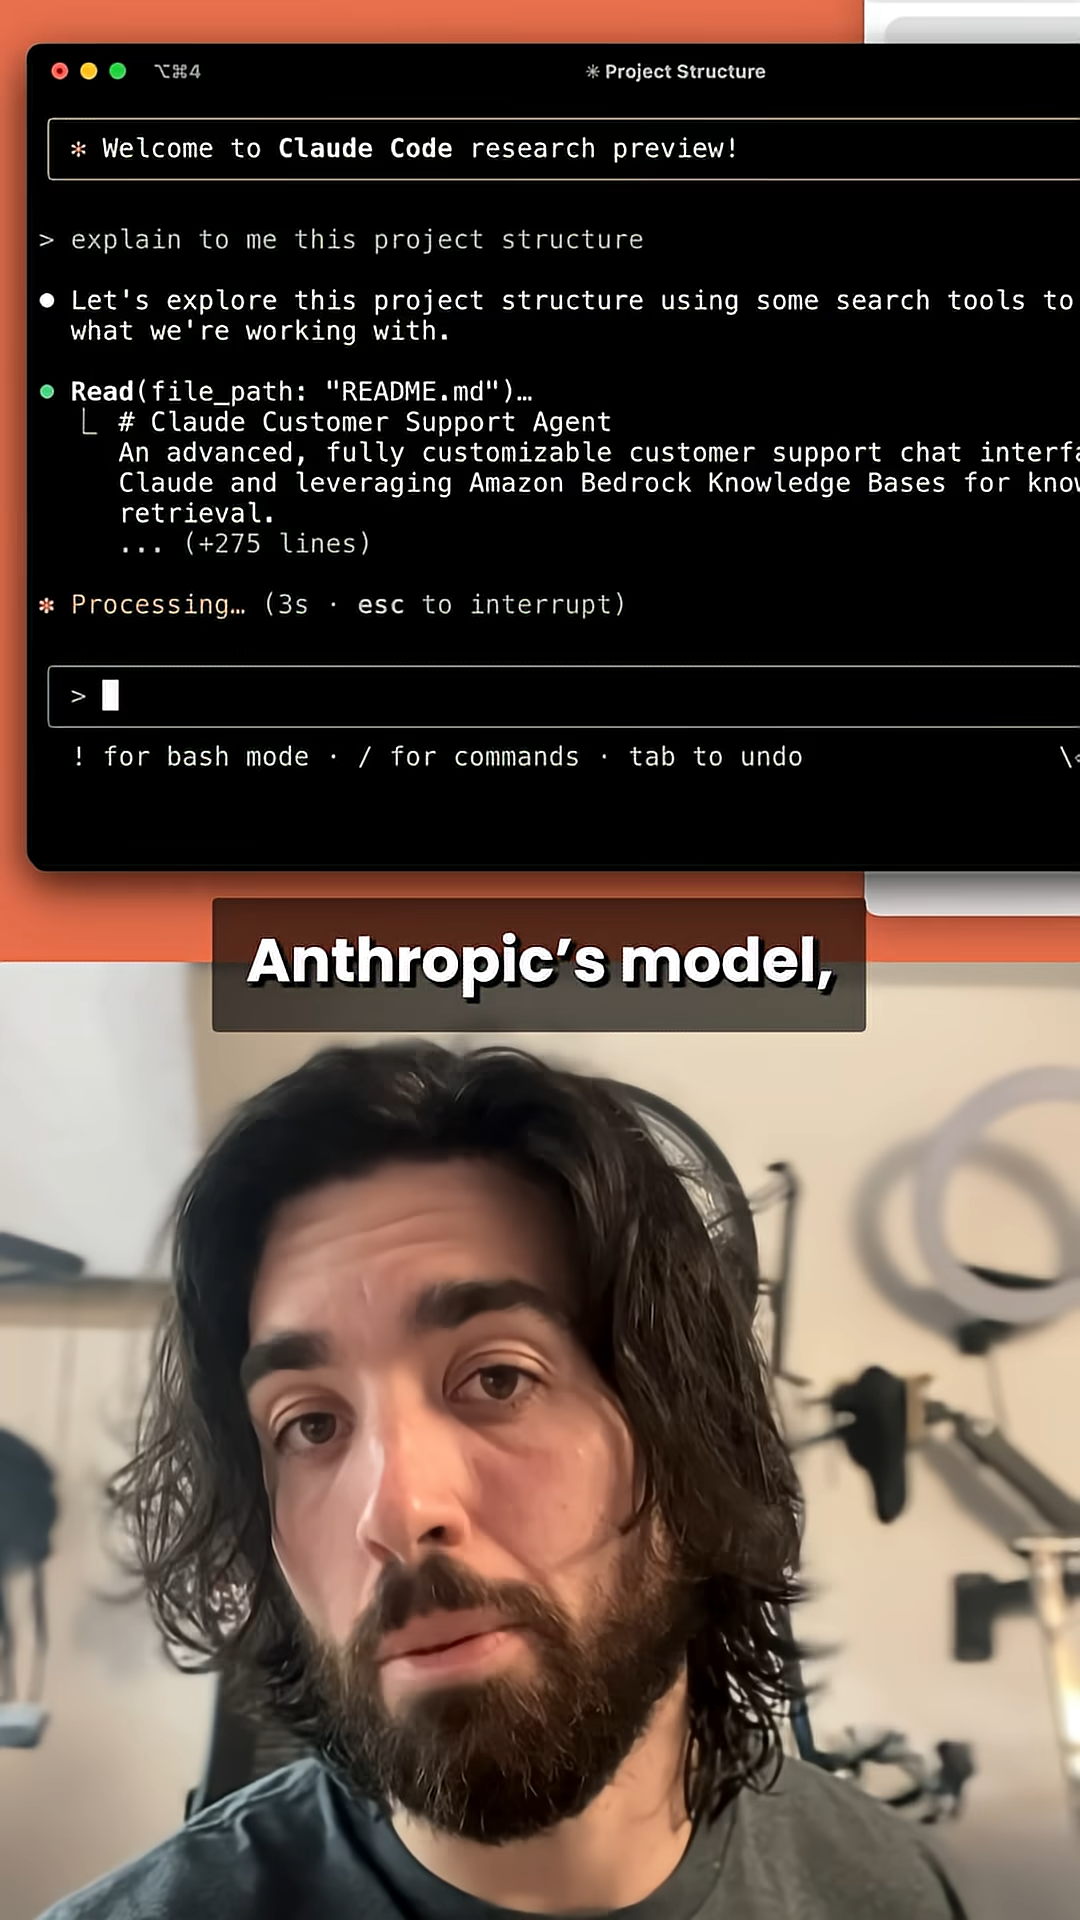 ⌥⌘4
✳ Project Structure
* Welcome to Claude Code research preview!
> explain to me this project structure
● Let's explore this project structure using some search tools to
what we're working with.
● Read(file_path: "README.md")…
⎿ # Claude Customer Support Agent
An advanced, fully customizable customer support chat interfa
Claude and leveraging Amazon Bedrock Knowledge Bases for know
retrieval.
... (+275 lines)
* Processing… (3s · esc to interrupt)
>
! for bash mode · / for commands · tab to undo
Anthropic's model,